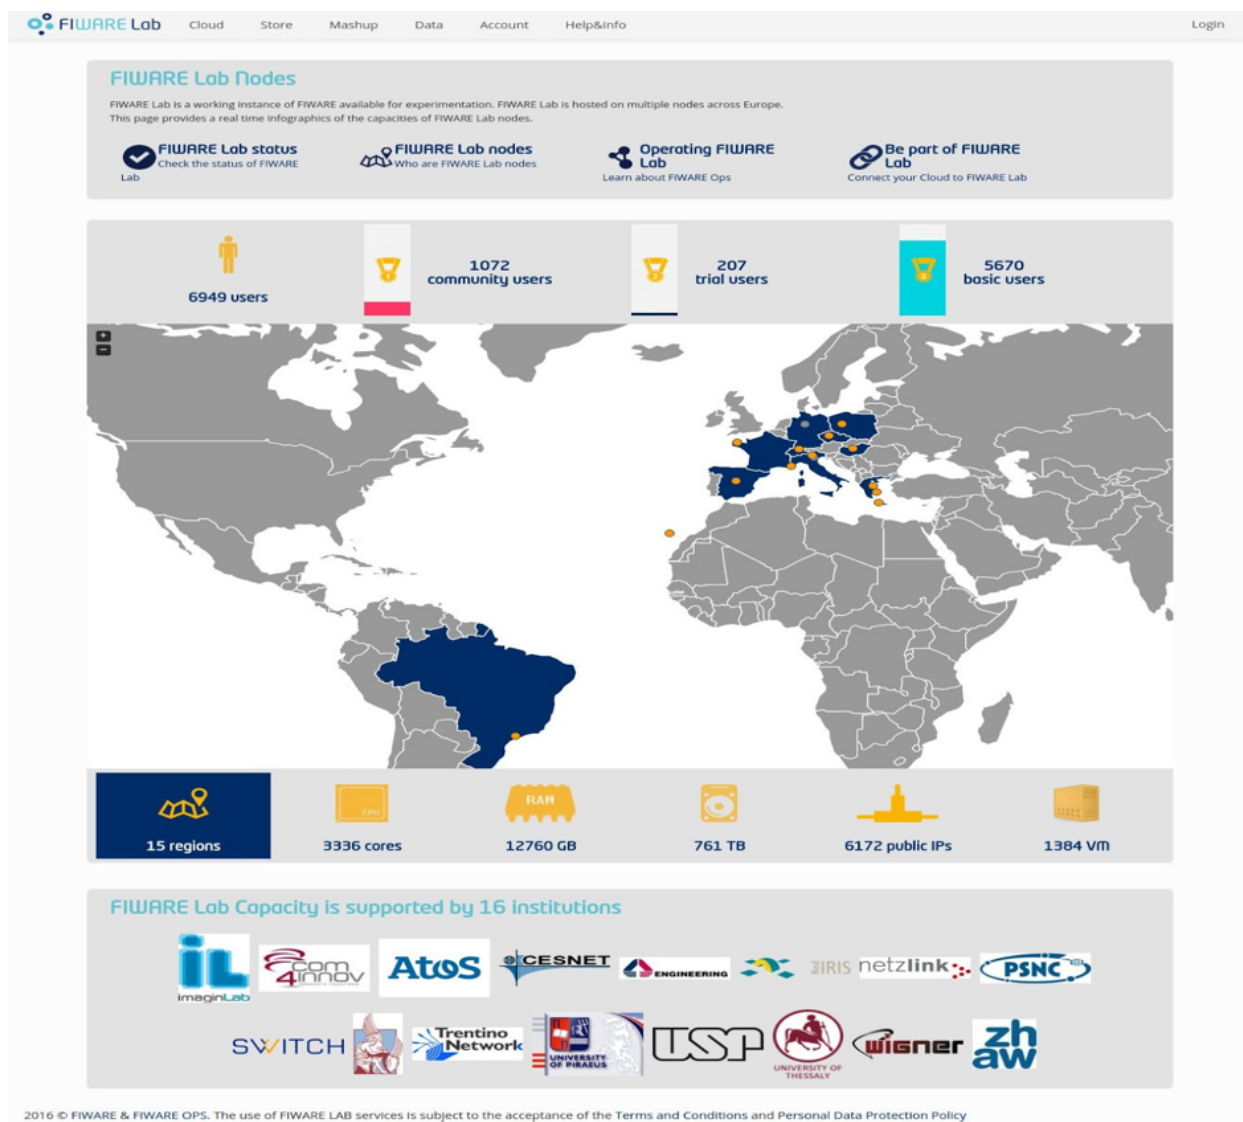 FIWARE Lab Cloud Store Mashup Data Account Help&info Login
FIWARE Lab Nodes
FIWARE Lab is a working instance of FIWARE available for experimentation. FIWARE Lab is hosted on multiple nodes across Europe.
This page provides a real time infographics of the capacities of FIWARE Lab nodes.
FIWARE Lab status
Check the status of FIWARE
Lab
FIWARE Lab nodes
Who are FIWARE Lab nodes
Operating FIWARE
Lab
Learn about FIWARE Ops
Be part of FIWARE
Lab
Connect your Cloud to FIWARE Lab
6949 users
1072
community users
207
trial users
5670
basic users
+
−
CPU
RAM
15 regions
3336 cores
12760 GB
761 TB
6172 public IPs
1384 VM
FIWARE Lab Capacity is supported by 16 institutions
iL
imaginLab
com
4innov
Atos
CESNET
ENGINEERING
IRIS
netzlink
PSNC
SWITCH
Trentino
Network
UNIVERSITY
OF PIRAEUS
USP
UNIVERSITY OF
THESSALY
wigner
zh
aw
2016 © FIWARE & FIWARE OPS. The use of FIWARE LAB services is subject to the acceptance of the Terms and Conditions and Personal Data Protection Policy